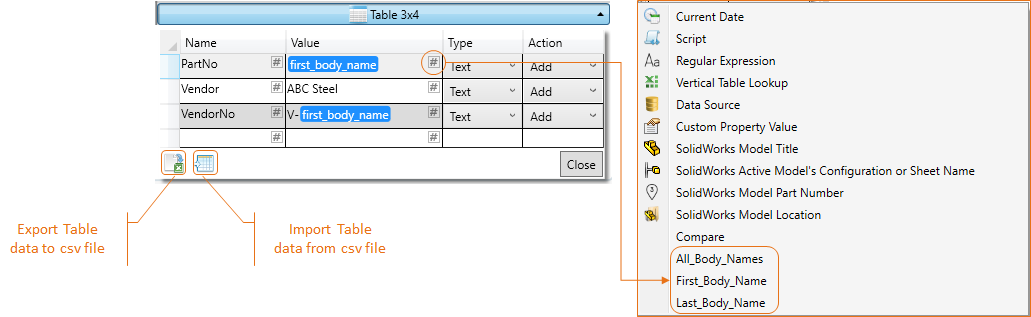 Table 3x4
Name Value Type Action
PartNo # first_body_name # Text Add
Vendor # ABC Steel # Text Add
VendorNo # V- first_body_name # Text Add
# #
Close
Export Table
data to csv file
Import Table
data from csv file
Current Date
Script
Aa Regular Expression
Vertical Table Lookup
Data Source
Custom Property Value
SolidWorks Model Title
SolidWorks Active Model's Configuration or Sheet Name
3 SolidWorks Model Part Number
SolidWorks Model Location
Compare
All_Body_Names
First_Body_Name
Last_Body_Name